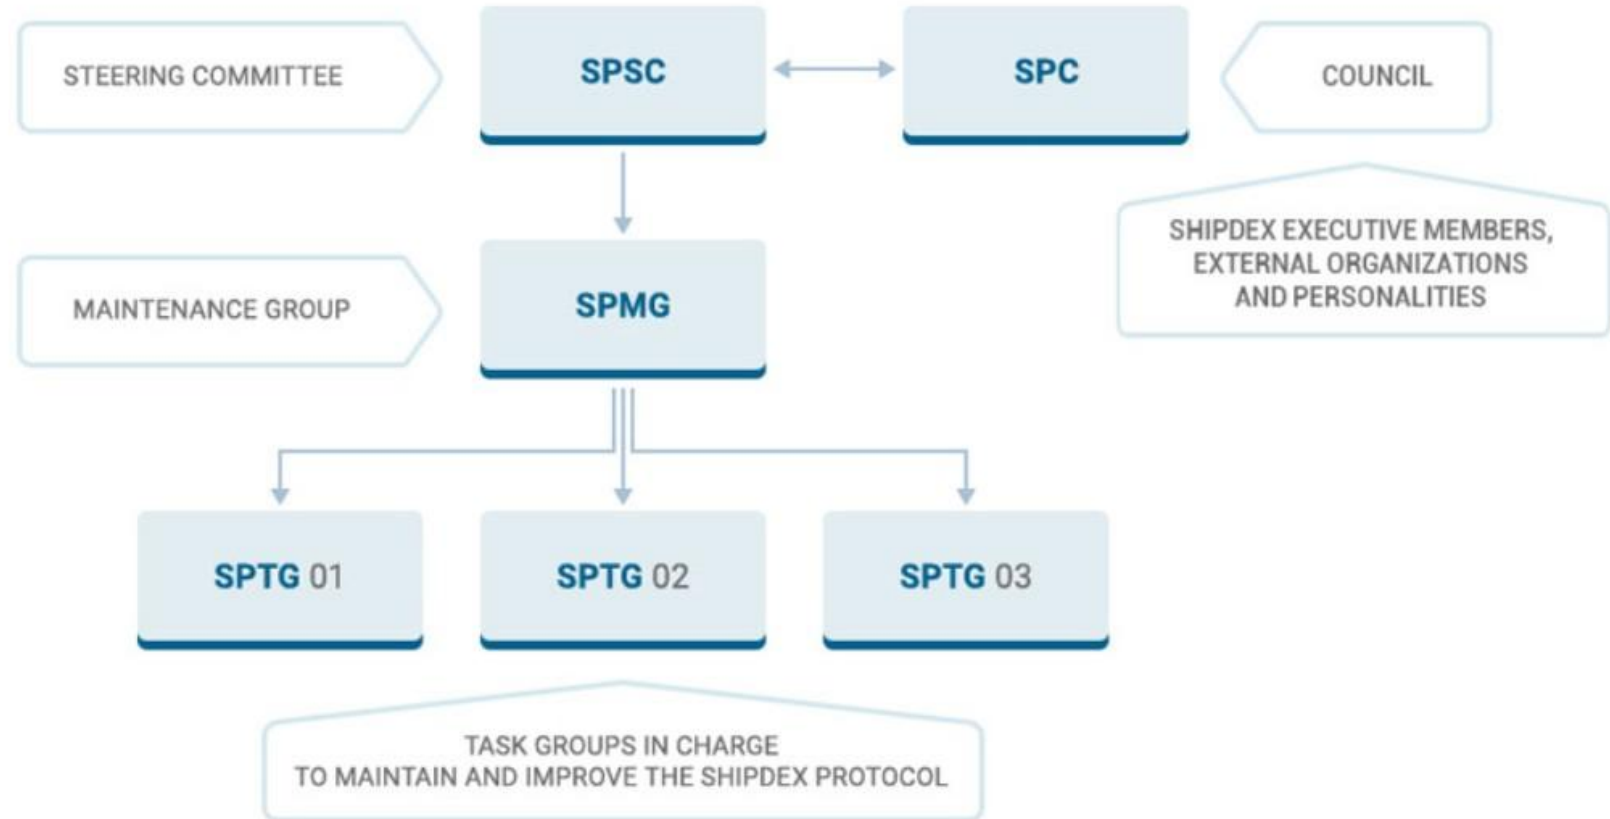 STEERING COMMITTEE
SPSC
SPC
COUNCIL
SHIPDEX EXECUTIVE MEMBERS,
EXTERNAL ORGANIZATIONS
AND PERSONALITIES
MAINTENANCE GROUP
SPMG
SPTG 01
SPTG 02
SPTG 03
TASK GROUPS IN CHARGE
TO MAINTAIN AND IMPROVE THE SHIPDEX PROTOCOL